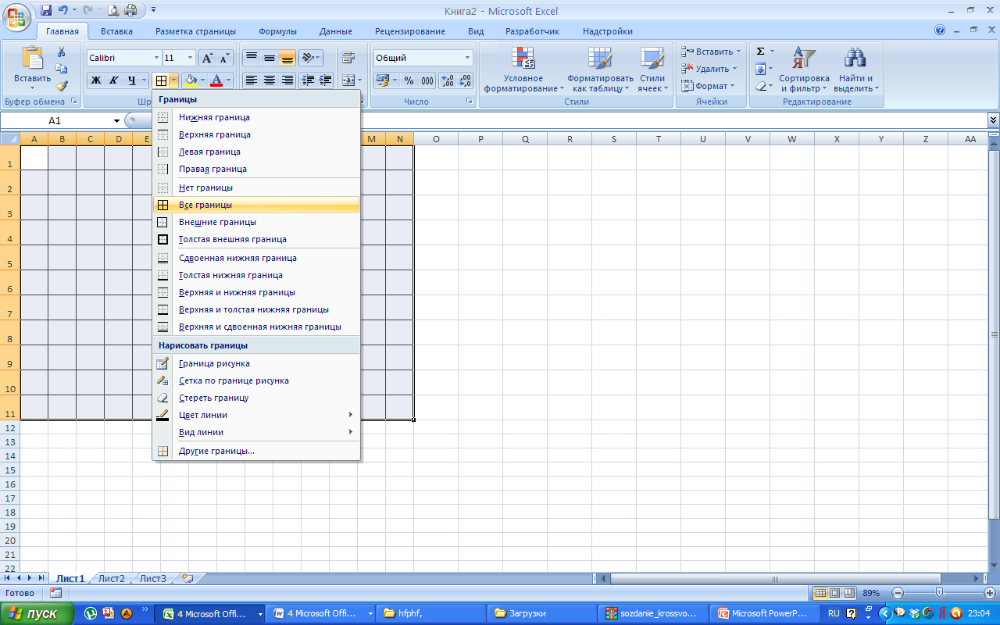 Книга2 - Microsoft Excel
Главная Вставка Разметка страницы Формулы Данные Рецензирование Вид Разработчик Надстройки
Вставить
Буфер обмена
Calibri 11
Ж К Ч
Шр
Общий
% 000
Число
Условное форматирование
Форматировать как таблицу
Стили ячеек
Стили
Вставить
Удалить
Формат
Ячейки
Сортировка и фильтр
Найти и выделить
Редактирование
A1
Границы
Нижняя граница
Верхняя граница
Левая граница
Правая граница
Нет границы
Все границы
Внешние границы
Толстая внешняя граница
Сдвоенная нижняя граница
Толстая нижняя граница
Верхняя и нижняя границы
Верхняя и толстая нижняя границы
Верхняя и сдвоенная нижняя границы
Нарисовать границы
Граница рисунка
Сетка по границе рисунка
Стереть границу
Цвет линии
Вид линии
Другие границы...
A B C D E M N O P Q R S T U V W X Y Z AA
1
2
3
4
5
6
7
8
9
10
11
12
13
14
15
16
17
18
19
20
21
22
Лист1 Лист2 Лист3
Готово 89%
пуск 4 Microsoft Offi... 4 Microsoft Offi... hfphf, Загрузки sozdanie_krossvo... Microsoft PowerP... RU 23:04